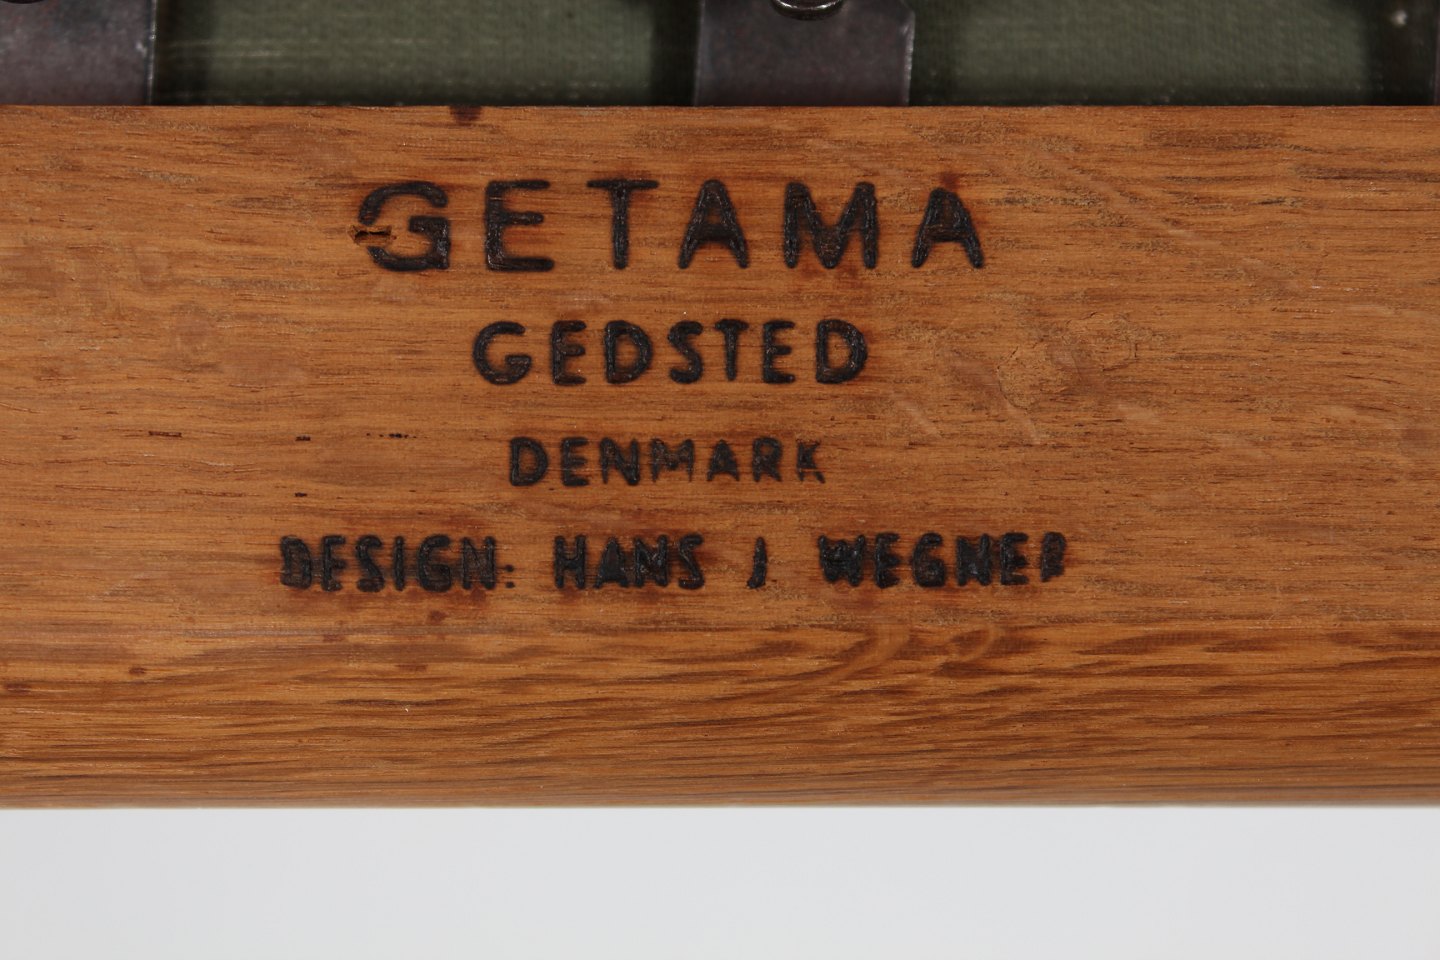 GETAMA
GEDSTED
DENMARK
DESIGN: HANS J WEGNER